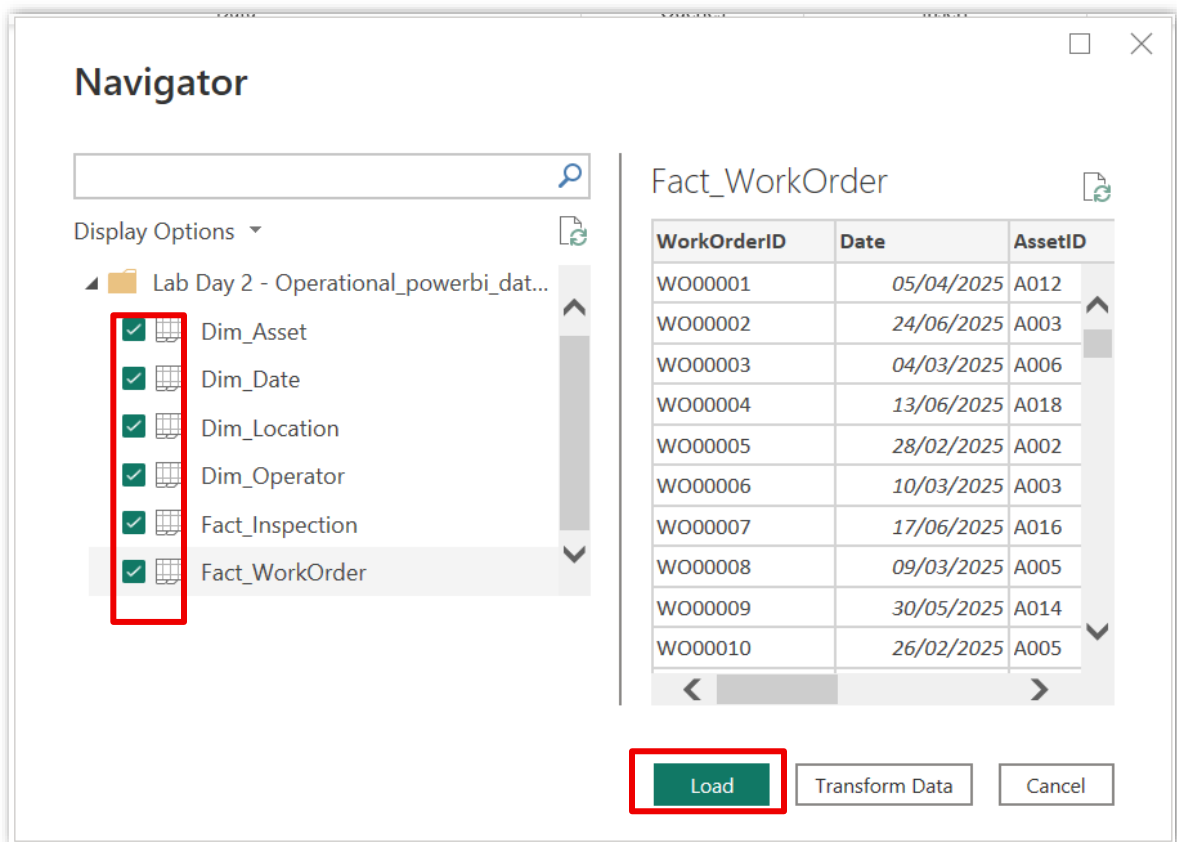 Navigator
Display Options
Lab Day 2 - Operational_powerbi_dat...
Dim_Asset
Dim_Date
Dim_Location
Dim_Operator
Fact_Inspection
Fact_WorkOrder
Fact_WorkOrder
WorkOrderID Date AssetID
WO00001 05/04/2025 A012
WO00002 24/06/2025 A003
WO00003 04/03/2025 A006
WO00004 13/06/2025 A018
WO00005 28/02/2025 A002
WO00006 10/03/2025 A003
WO00007 17/06/2025 A016
WO00008 09/03/2025 A005
WO00009 30/05/2025 A014
WO00010 26/02/2025 A005
Load Transform Data Cancel